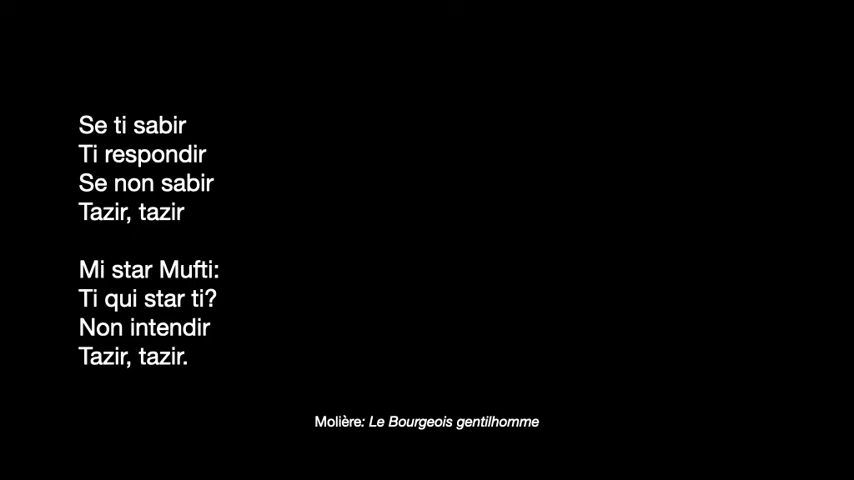 Se ti sabir
Ti respondir
Se non sabir
Tazir, tazir
Mi star Mufti:
Ti qui star ti?
Non intendir
Tazir, tazir.
Molière: Le Bourgeois gentilhomme